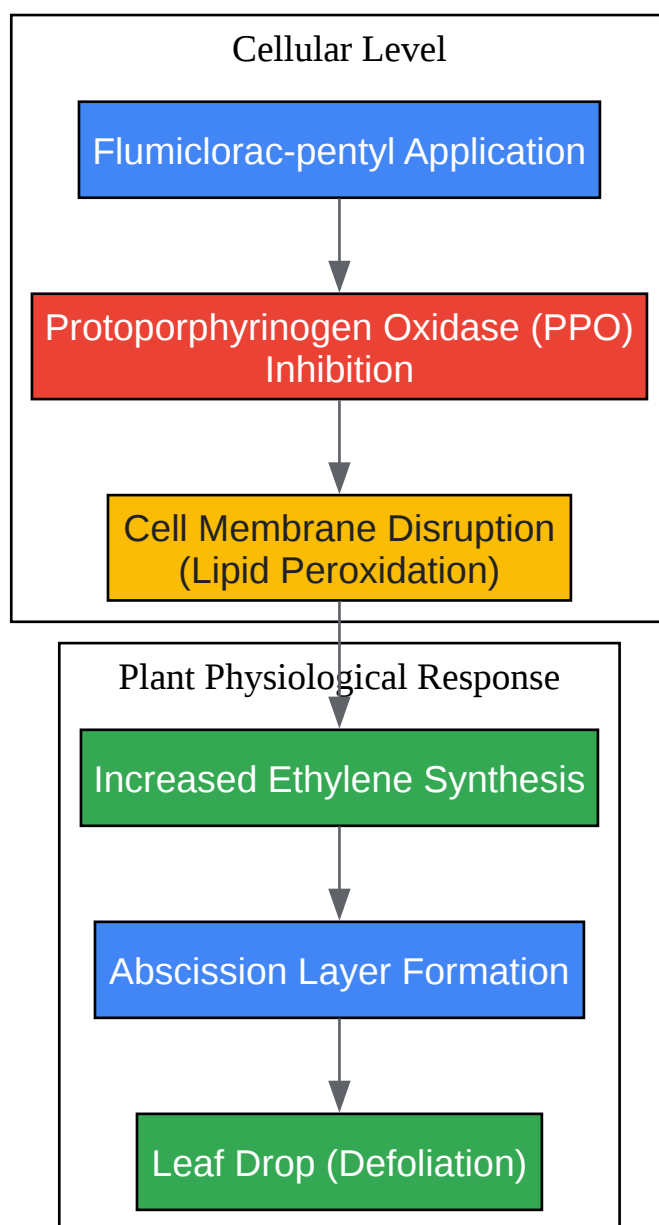 Cellular Level
Flumiclorac-pentyl Application
Protoporphyrinogen Oxidase (PPO)
Inhibition
Cell Membrane Disruption
(Lipid Peroxidation)
Plant Physiological Response
Increased Ethylene Synthesis
Abscission Layer Formation
Leaf Drop (Defoliation)